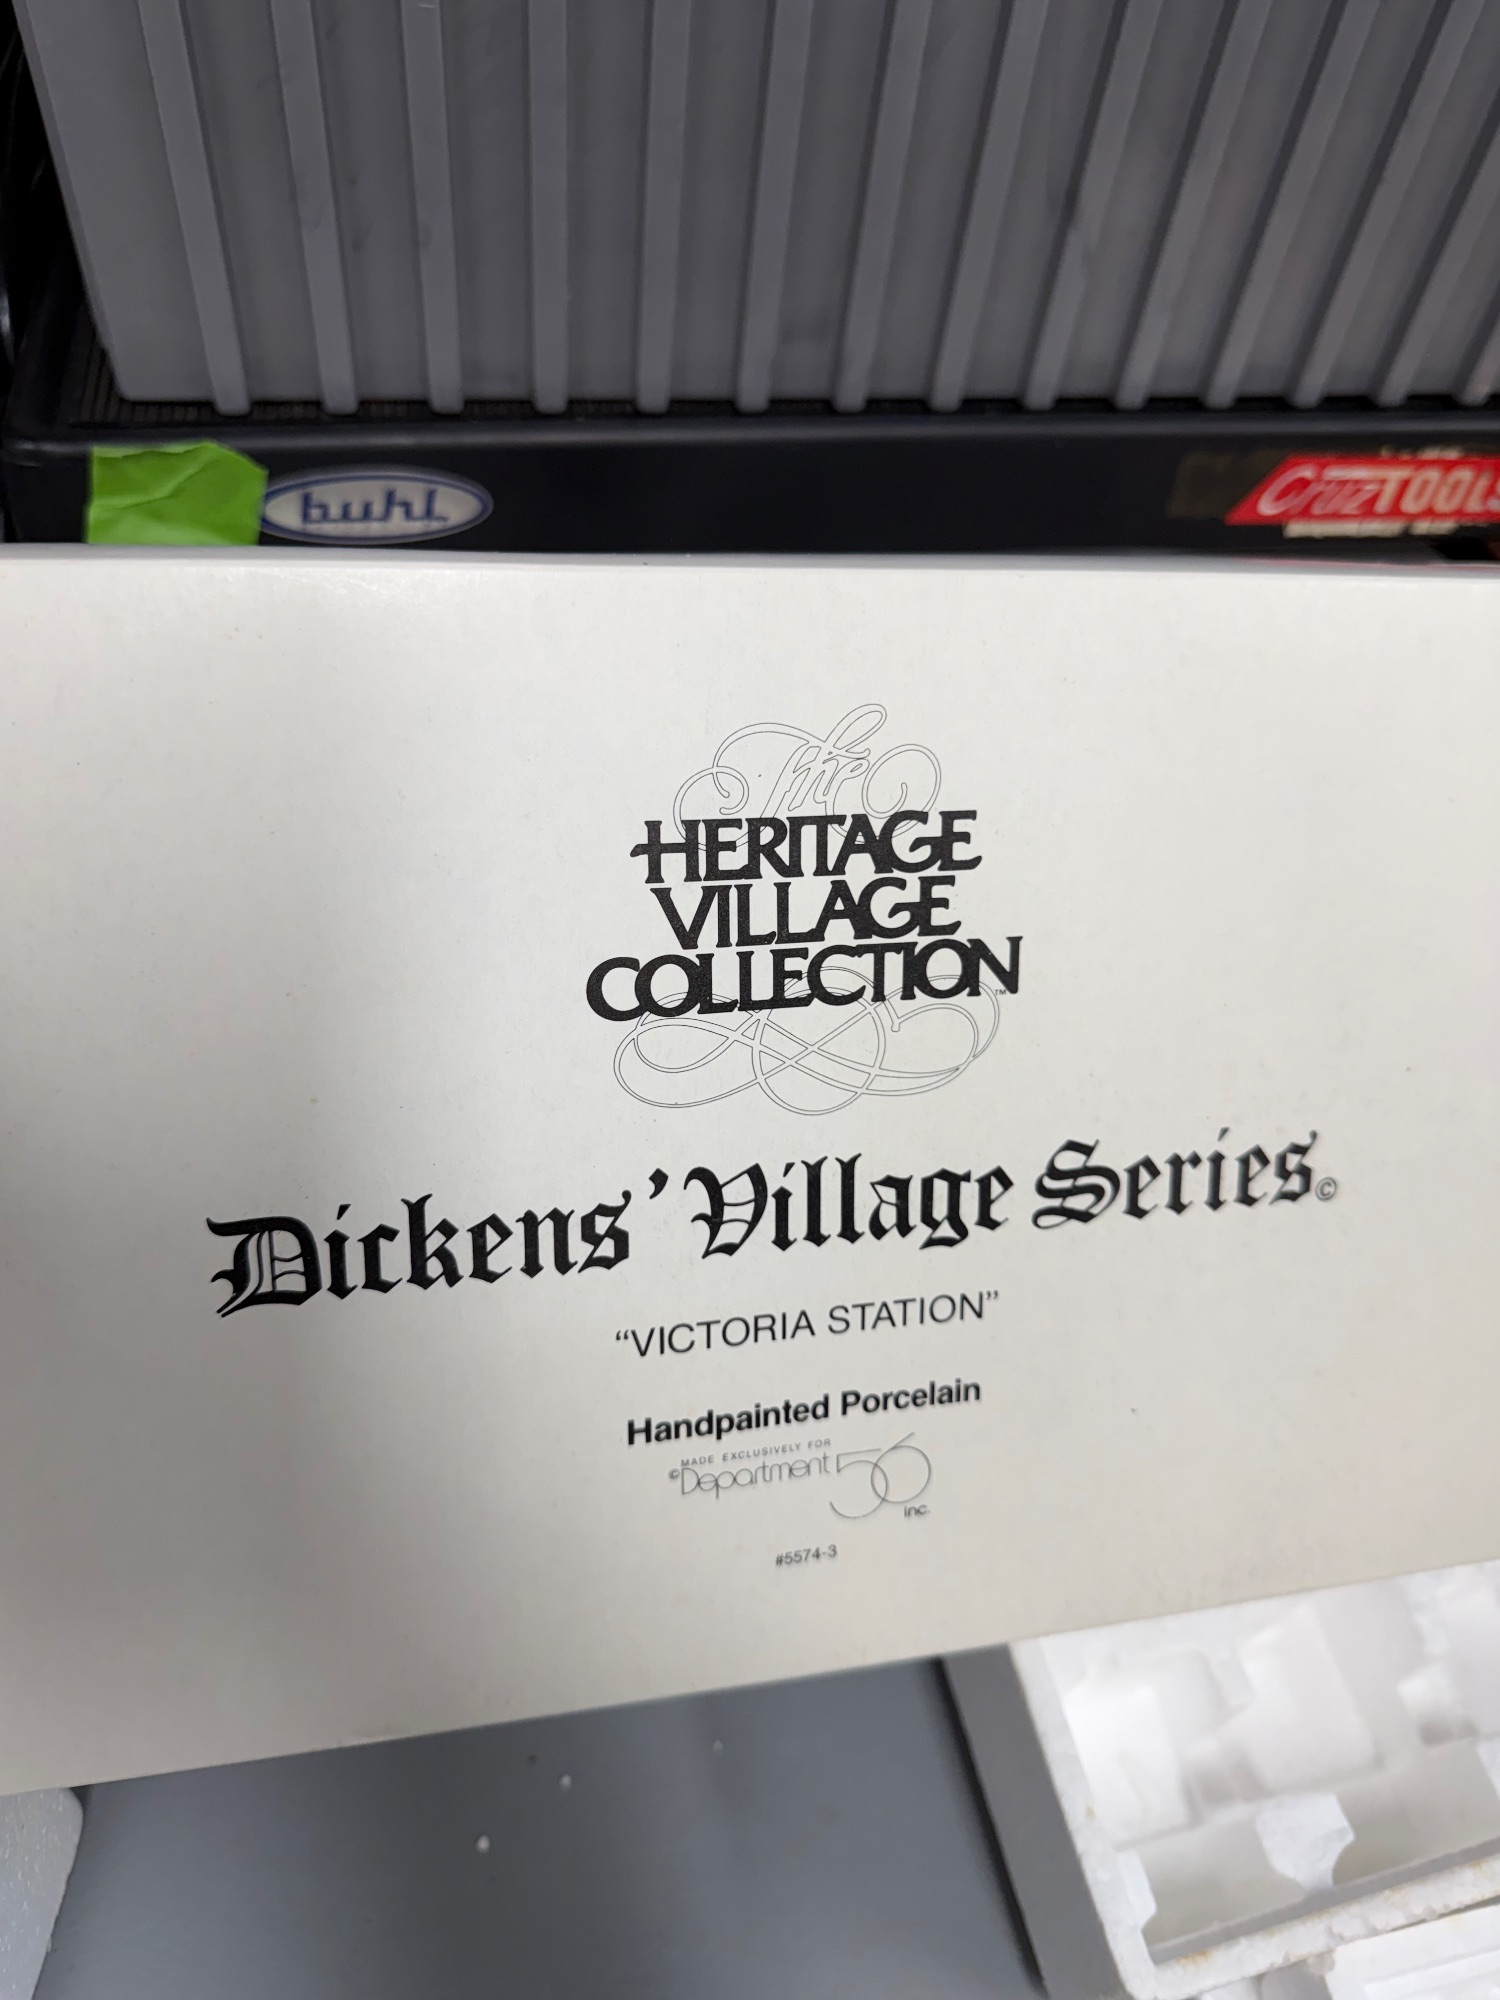 buhl
CruzTOOLS
The
HERITAGE
VILLAGE
COLLECTION™
Dickens' Village Series©
“VICTORIA STATION”
Handpainted Porcelain
MADE EXCLUSIVELY FOR
©Department 56
inc.
#5574-3